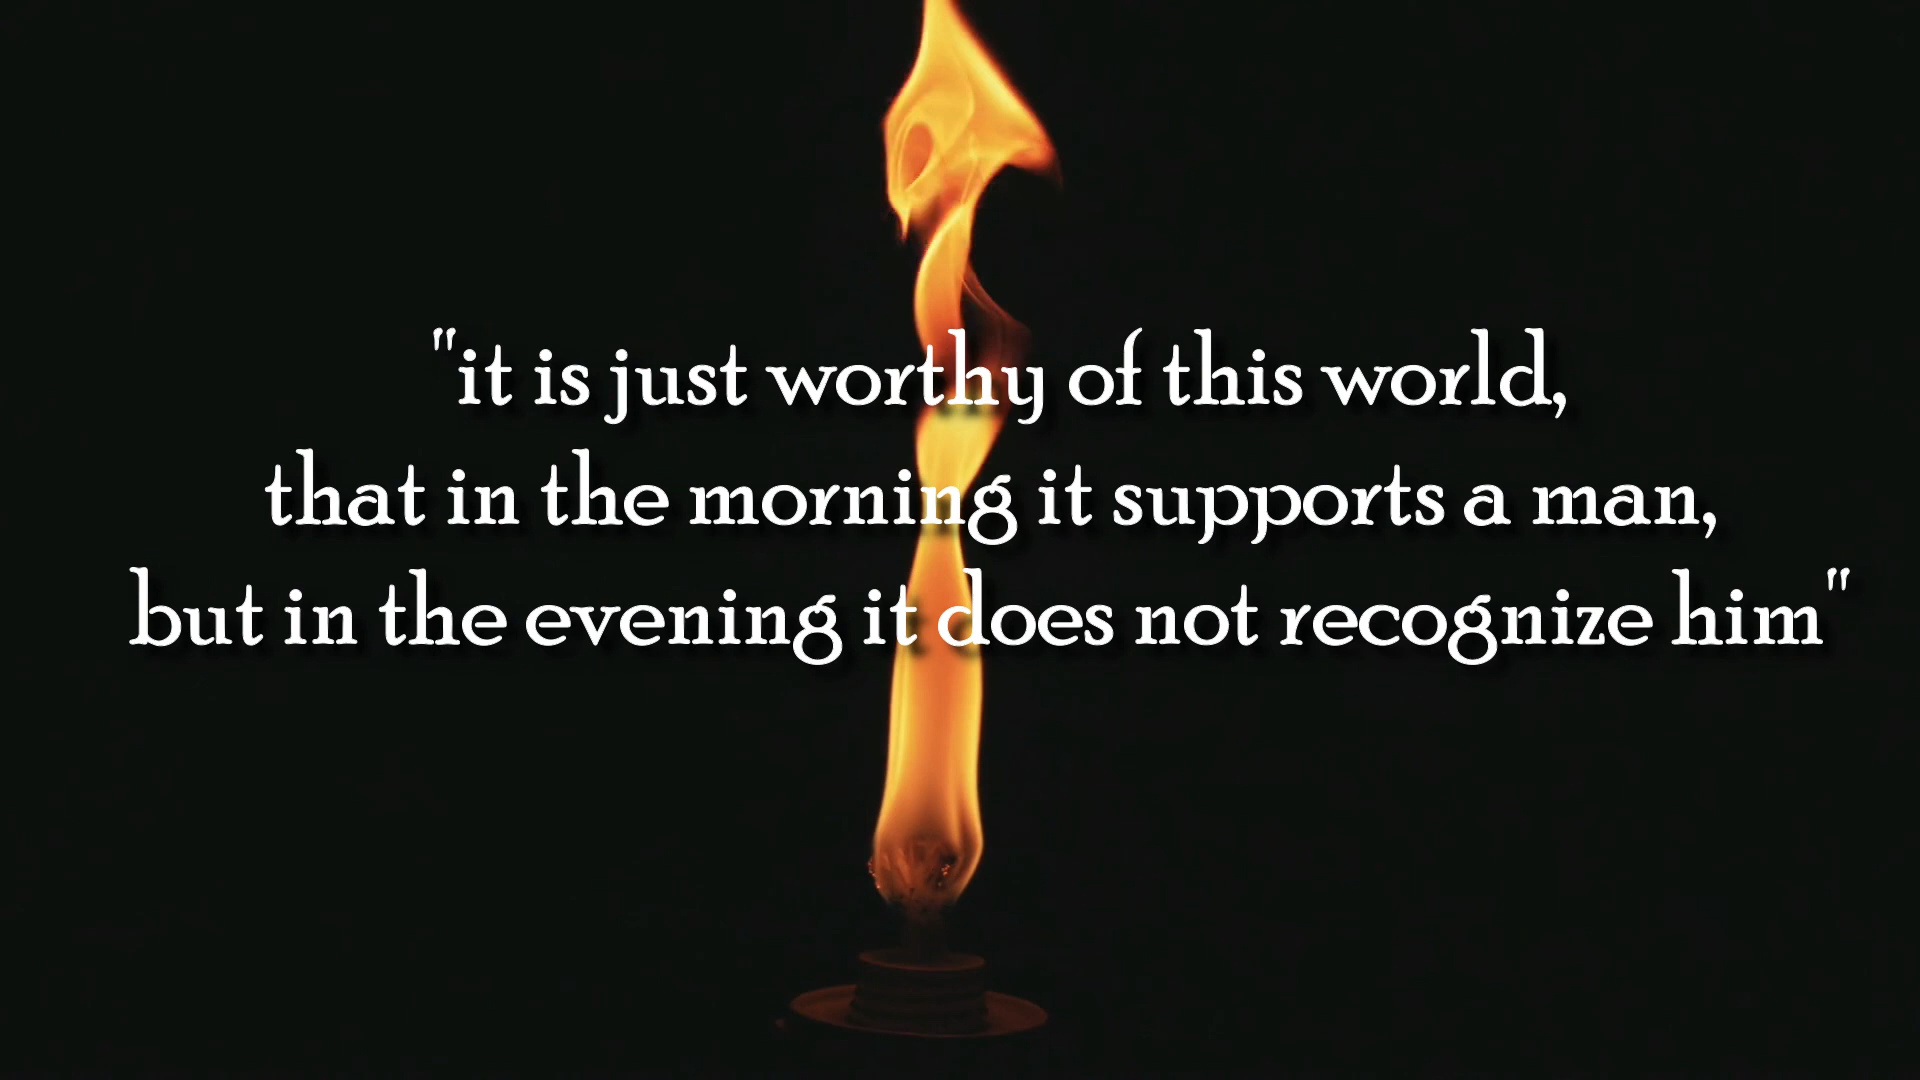 "it is just worthy of this world,
that in the morning it supports a man,
but in the evening it does not recognize him"